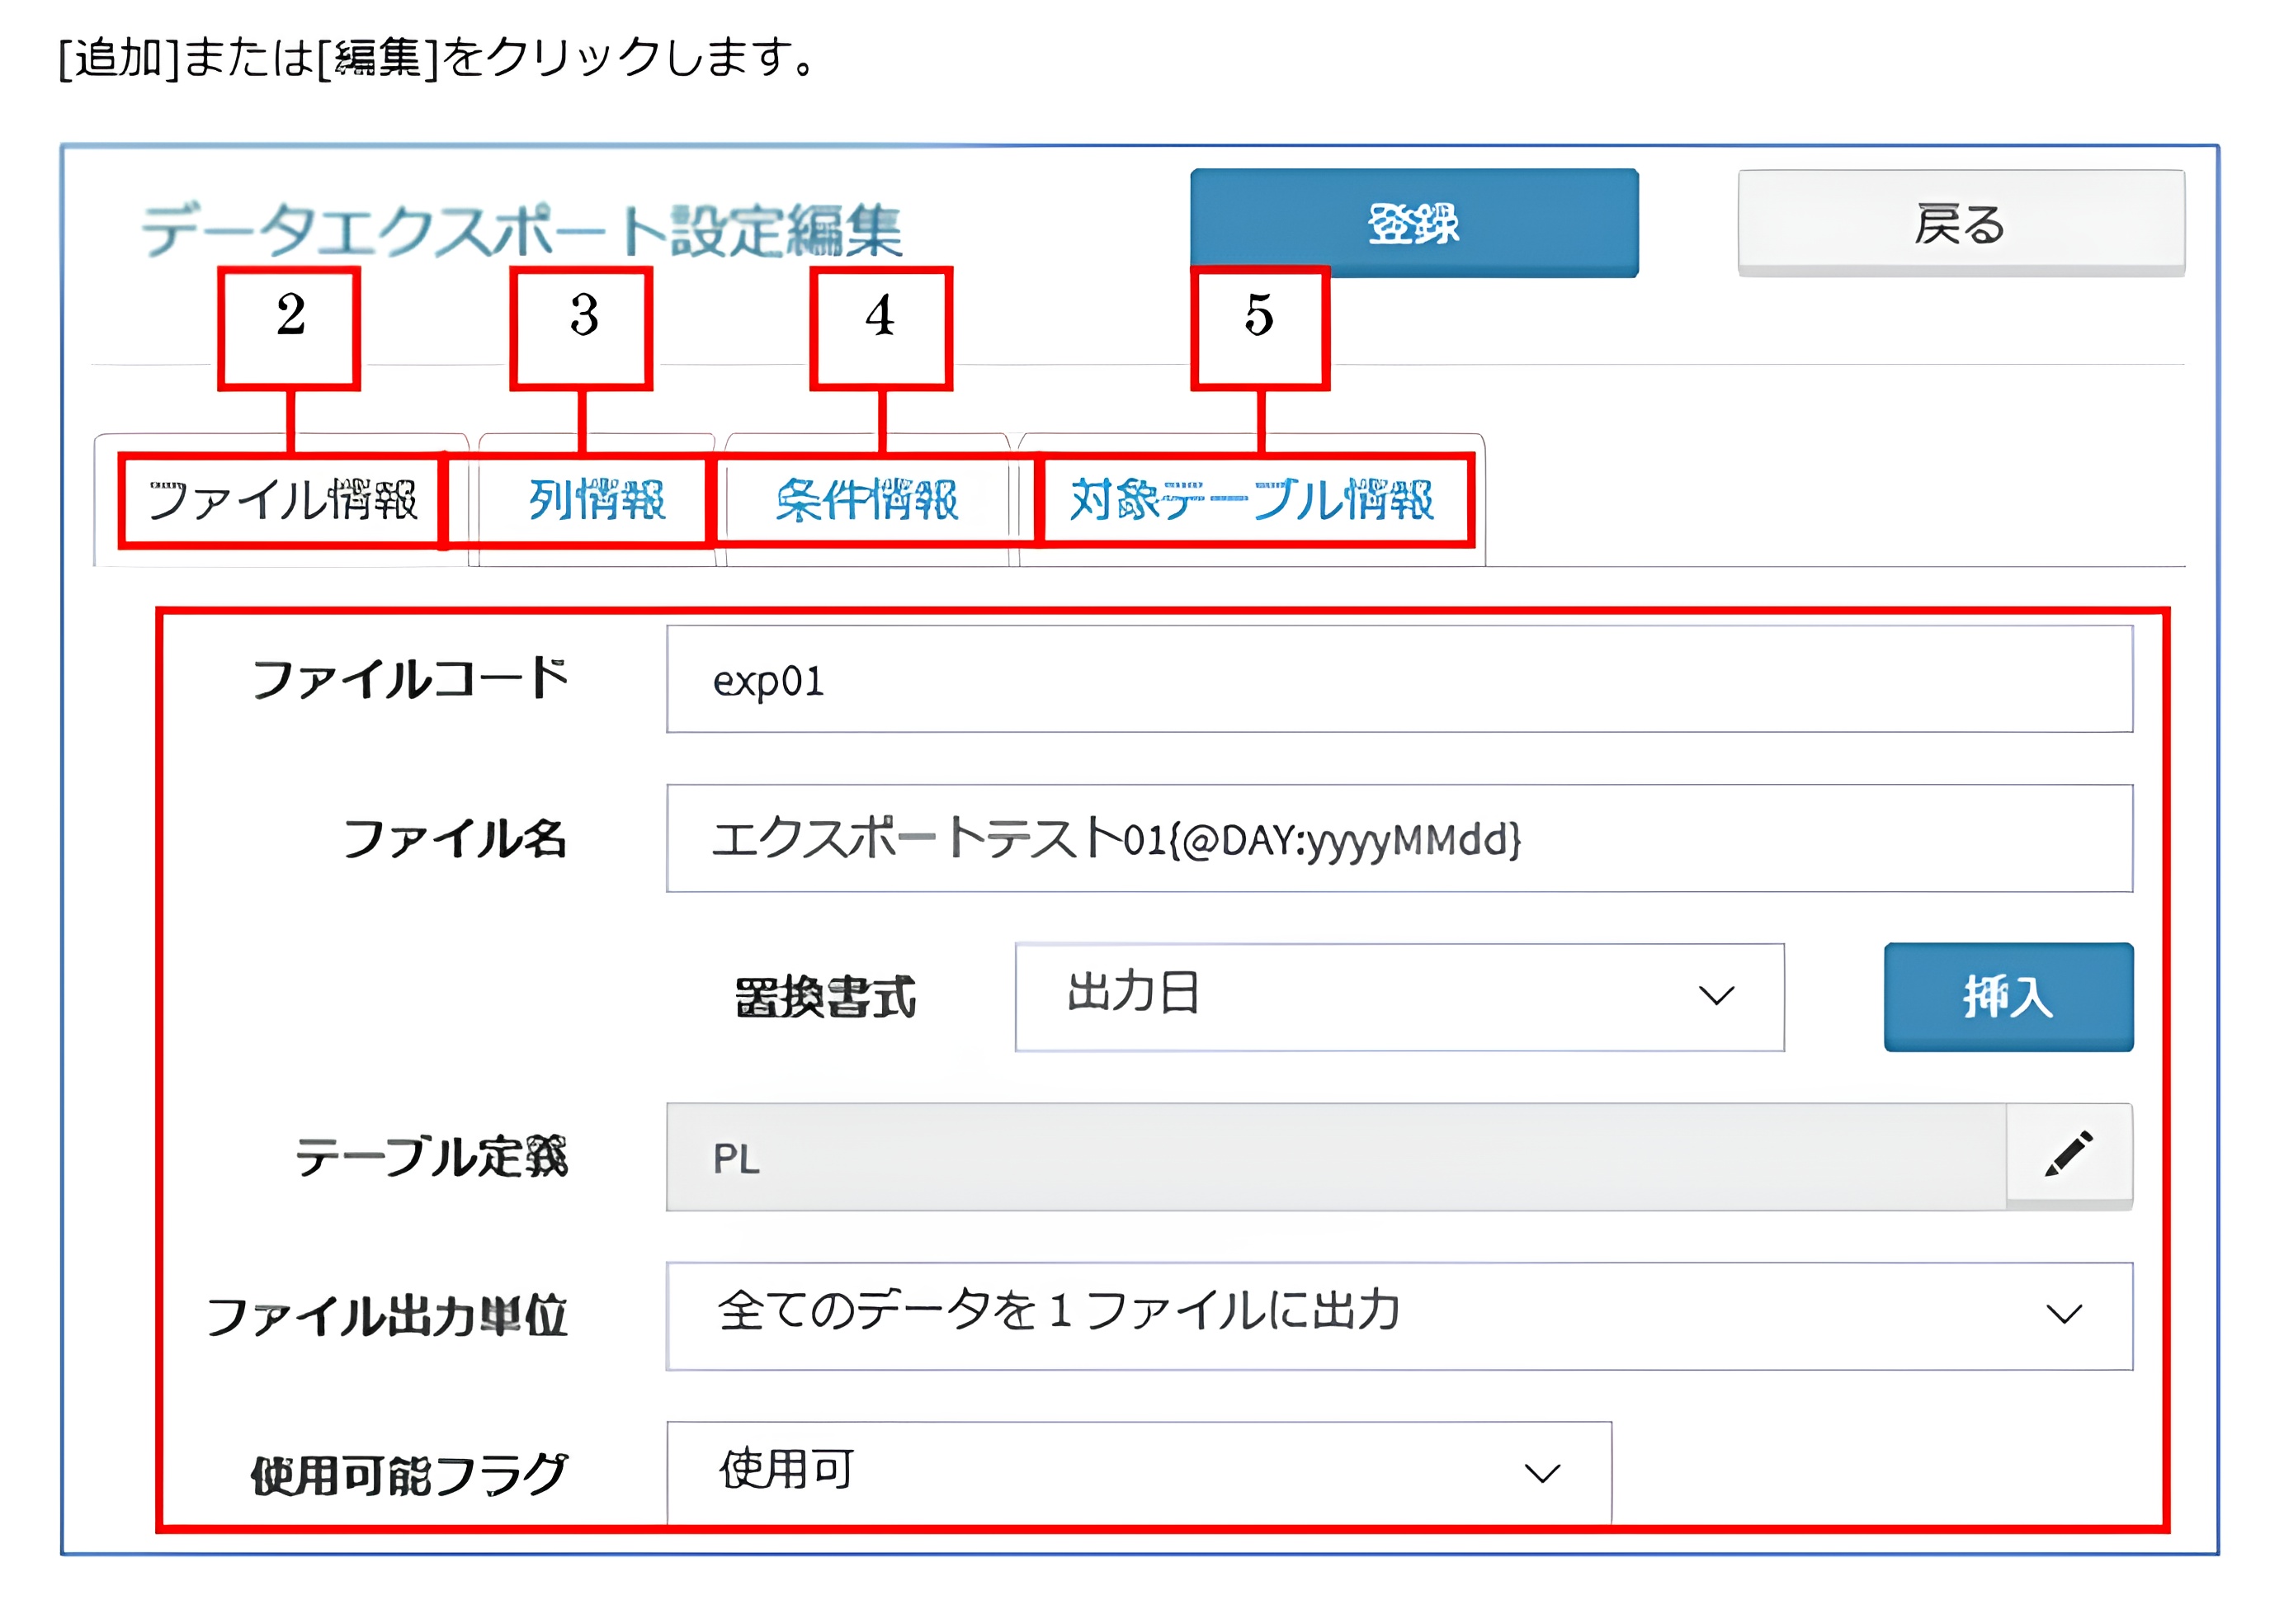 [追加]または[編集]をクリックします。
データエクスポート設定編集 登録 戻る
2 3 4 5
ファイル情報 列情報 条件情報 対象テーブル情報
ファイルコード exp01
ファイル名 エクスポートテスト01{@DAY:yyyyMMdd}
置換書式 出力日 挿入
テーブル定義 PL
ファイル出力単位 全てのデータを1ファイルに出力
使用可能フラグ 使用可